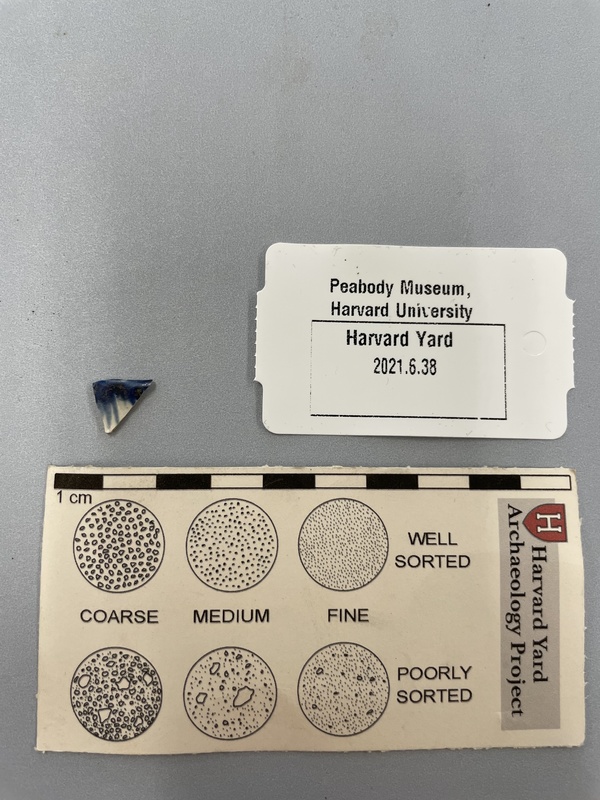 Peabody Museum,
Harvard University
Harvard Yard
2021.6.38
1 cm
WELL
SORTED
COARSE MEDIUM FINE
POORLY
SORTED
H
Harvard Yard
Archaeology Project